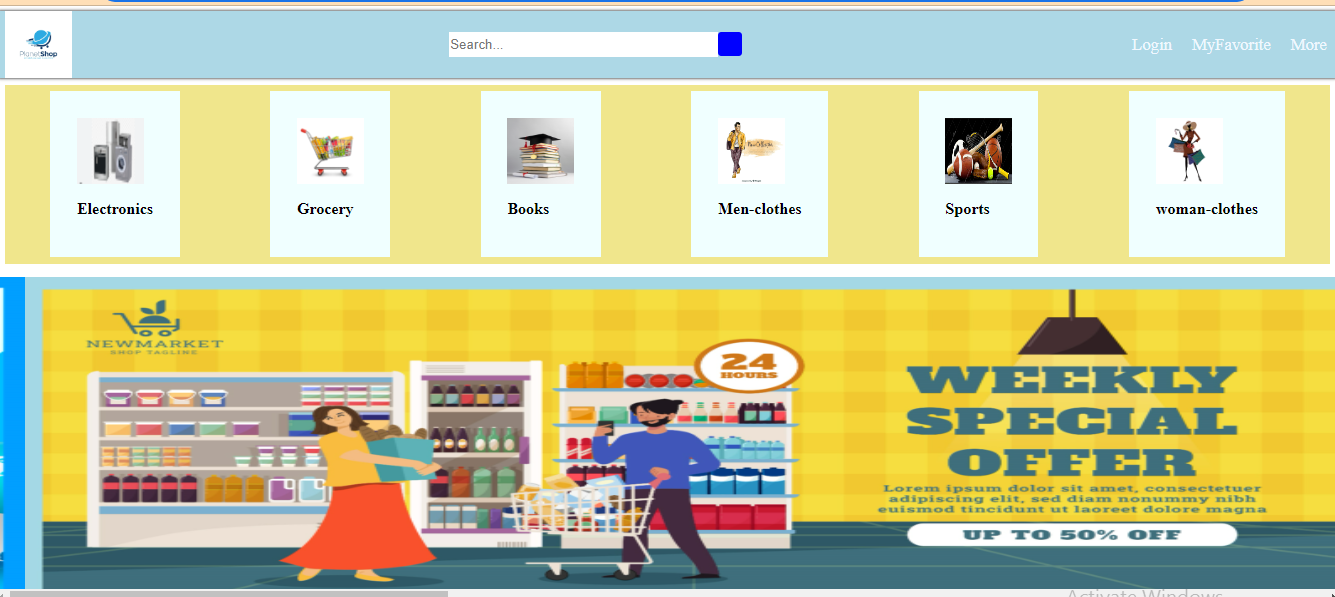 PlanetShop
Search...
Login MyFavorite More
Electronics
Grocery
Books
Men-clothes
Sports
woman-clothes
NEWMARKET
SHOP TAGLINE
24
HOURS
WEEKLY
SPECIAL
OFFER
Lorem ipsum dolor sit amet, consectetuer
adipiscing elit, sed diam nonummy nibh
euismod tincidunt ut laoreet dolore magna
UP TO 50% OFF
Activate Windows